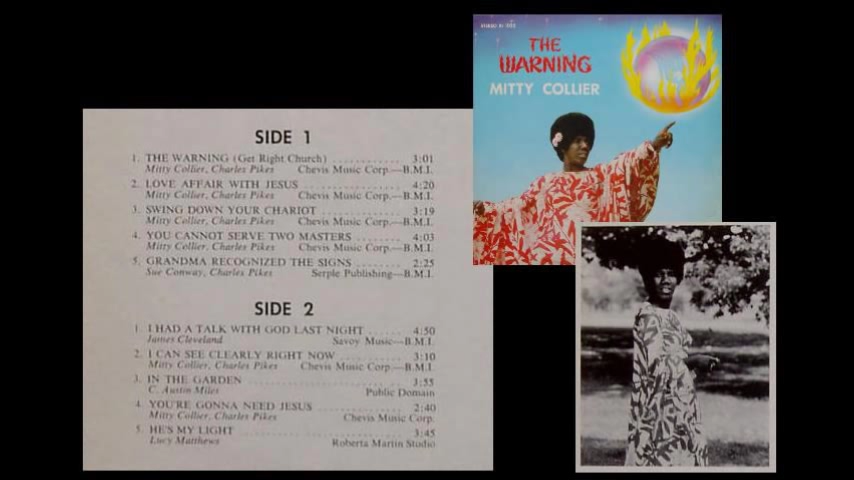 THE
WARNING
MITTY COLLIER
SIDE 1
1. THE WARNING (Get Right Church) ............ 3:01
Mitty Collier, Charles Pikes Chevis Music Corp.—B.M.I.
2. LOVE AFFAIR WITH JESUS ............ 4:20
Mitty Collier, Charles Pikes Chevis Music Corp.—B.M.I.
3. SWING DOWN YOUR CHARIOT ............ 3:19
Mitty Collier, Charles Pikes Chevis Music Corp.—B.M.I.
4. YOU CANNOT SERVE TWO MASTERS ........ 4:03
Mitty Collier, Charles Pikes Chevis Music Corp.—B.M.I.
5. GRANDMA RECOGNIZED THE SIGNS ........ 2:25
Sue Conway, Charles Pikes Serple Publishing—B.M.I.
SIDE 2
1. I HAD A TALK WITH GOD LAST NIGHT ...... 4:50
James Cleveland Savoy Music—B.M.I.
2. I CAN SEE CLEARLY RIGHT NOW ........ 3:10
Mitty Collier, Charles Pikes Chevis Music Corp.—B.M.I.
3. IN THE GARDEN ............ 3:55
C. Austin Miles Public Domain
4. YOU'RE GONNA NEED JESUS ............ 2:40
Mitty Collier, Charles Pikes Chevis Music Corp.
5. HE'S MY LIGHT ............ 3:45
Lucy Matthews Roberta Martin Studio